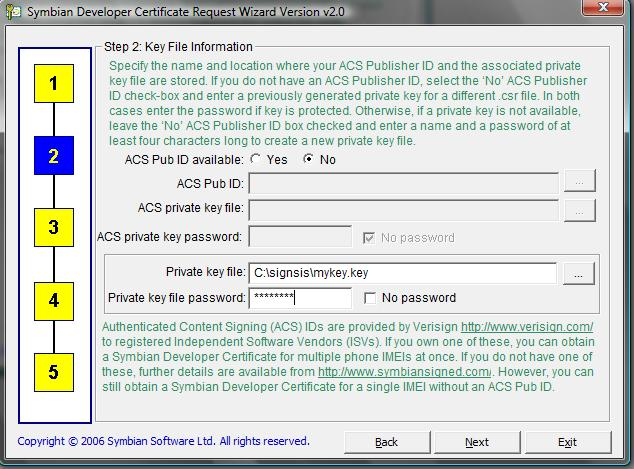 Symbian Developer Certificate Request Wizard Version v2.0
Step 2: Key File Information
Specify the name and location where your ACS Publisher ID and the associated private
key file are stored. If you do not have an ACS Publisher ID, select the 'No' ACS Publisher
ID check-box and enter a previously generated private key for a different .csr file. In both
cases enter the password if key is protected. Otherwise, if a private key is not available,
leave the 'No' ACS Publisher ID box checked and enter a name and a password of at
least four characters long to create a new private key file.
ACS Pub ID available: Yes No
ACS Pub ID: ...
ACS private key file: ...
ACS private key password: No password
Private key file: C:\signsis\mykey.key ...
Private key file password: ******** No password
Authenticated Content Signing (ACS) IDs are provided by Verisign http://www.verisign.com/
to registered Independent Software Vendors (ISVs). If you own one of these, you can obtain
a Symbian Developer Certificate for multiple phone IMEIs at once. If you do not have one of
these, further details are available from http://www.symbiansigned.com/. However, you can
still obtain a Symbian Developer Certificate for a single IMEI without an ACS Pub ID.
1
2
3
4
5
Copyright © 2006 Symbian Software Ltd. All rights reserved. Back Next Exit